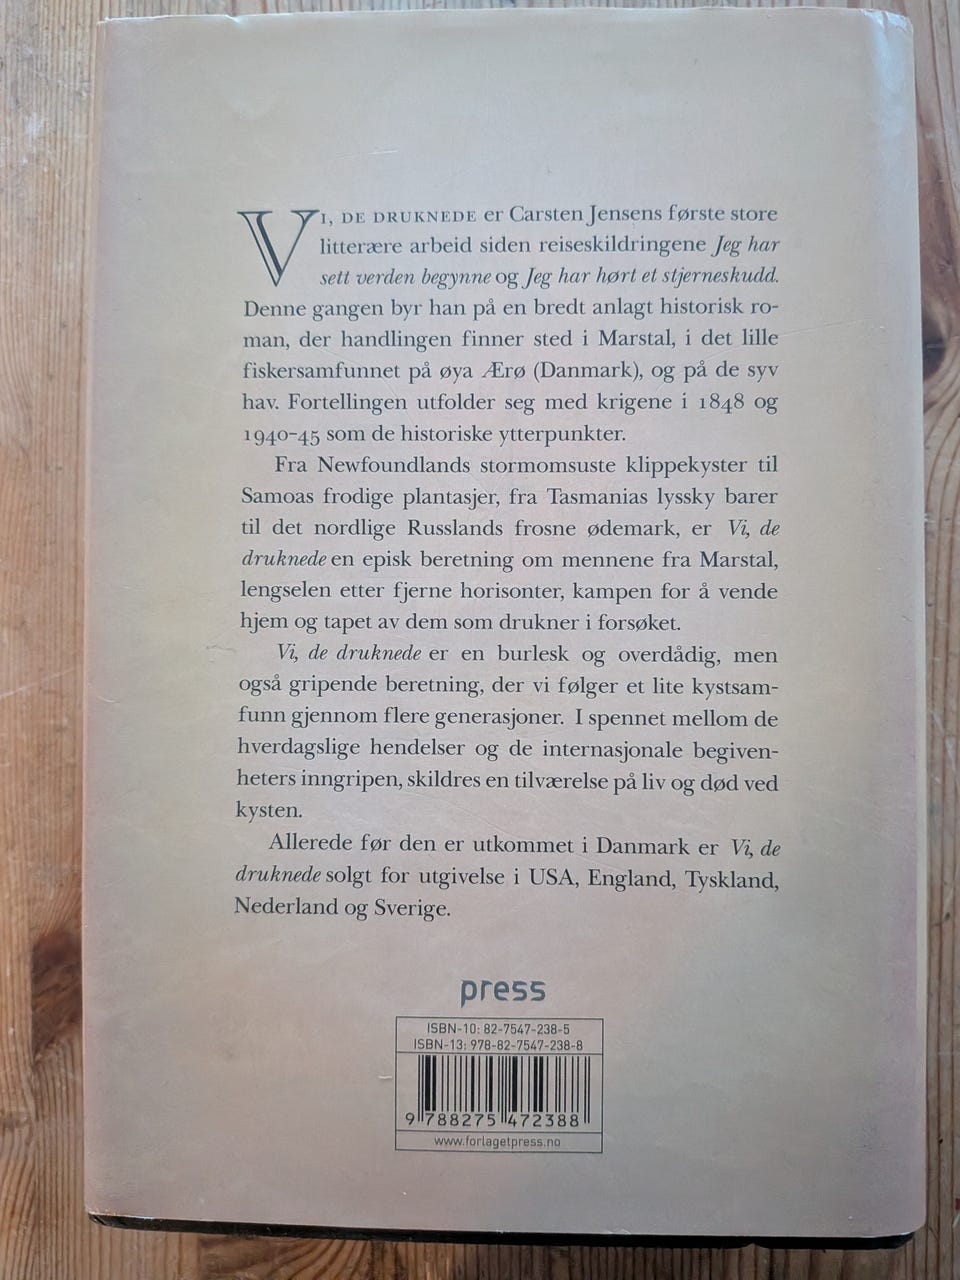 VI, DE DRUKNEDE er Carsten Jensens første store
litterære arbeid siden reiseskildringene Jeg har
sett verden begynne og Jeg har hørt et stjerneskudd.
Denne gangen byr han på en bredt anlagt historisk ro-
man, der handlingen finner sted i Marstal, i det lille
fiskersamfunnet på øya Ærø (Danmark), og på de syv
hav. Fortellingen utfolder seg med krigene i 1848 og
1940-45 som de historiske ytterpunkter.
Fra Newfoundlands stormomsuste klippekyster til
Samoas frodige plantasjer, fra Tasmanias lyssky barer
til det nordlige Russlands frosne ødemark, er Vi, de
druknede en episk beretning om mennene fra Marstal,
lengselen etter fjerne horisonter, kampen for å vende
hjem og tapet av dem som drukner i forsøket.
Vi, de druknede er en burlesk og overdådig, men
også gripende beretning, der vi følger et lite kystsam-
funn gjennom flere generasjoner. I spennet mellom de
hverdagslige hendelser og de internasjonale begiven-
heters inngripen, skildres en tilværelse på liv og død ved
kysten.
Allerede før den er utkommet i Danmark er Vi, de
druknede solgt for utgivelse i USA, England, Tyskland,
Nederland og Sverige.
press
ISBN-10: 82-7547-238-5
ISBN-13: 978-82-7547-238-8
9 788275 472388
www.forlagetpress.no